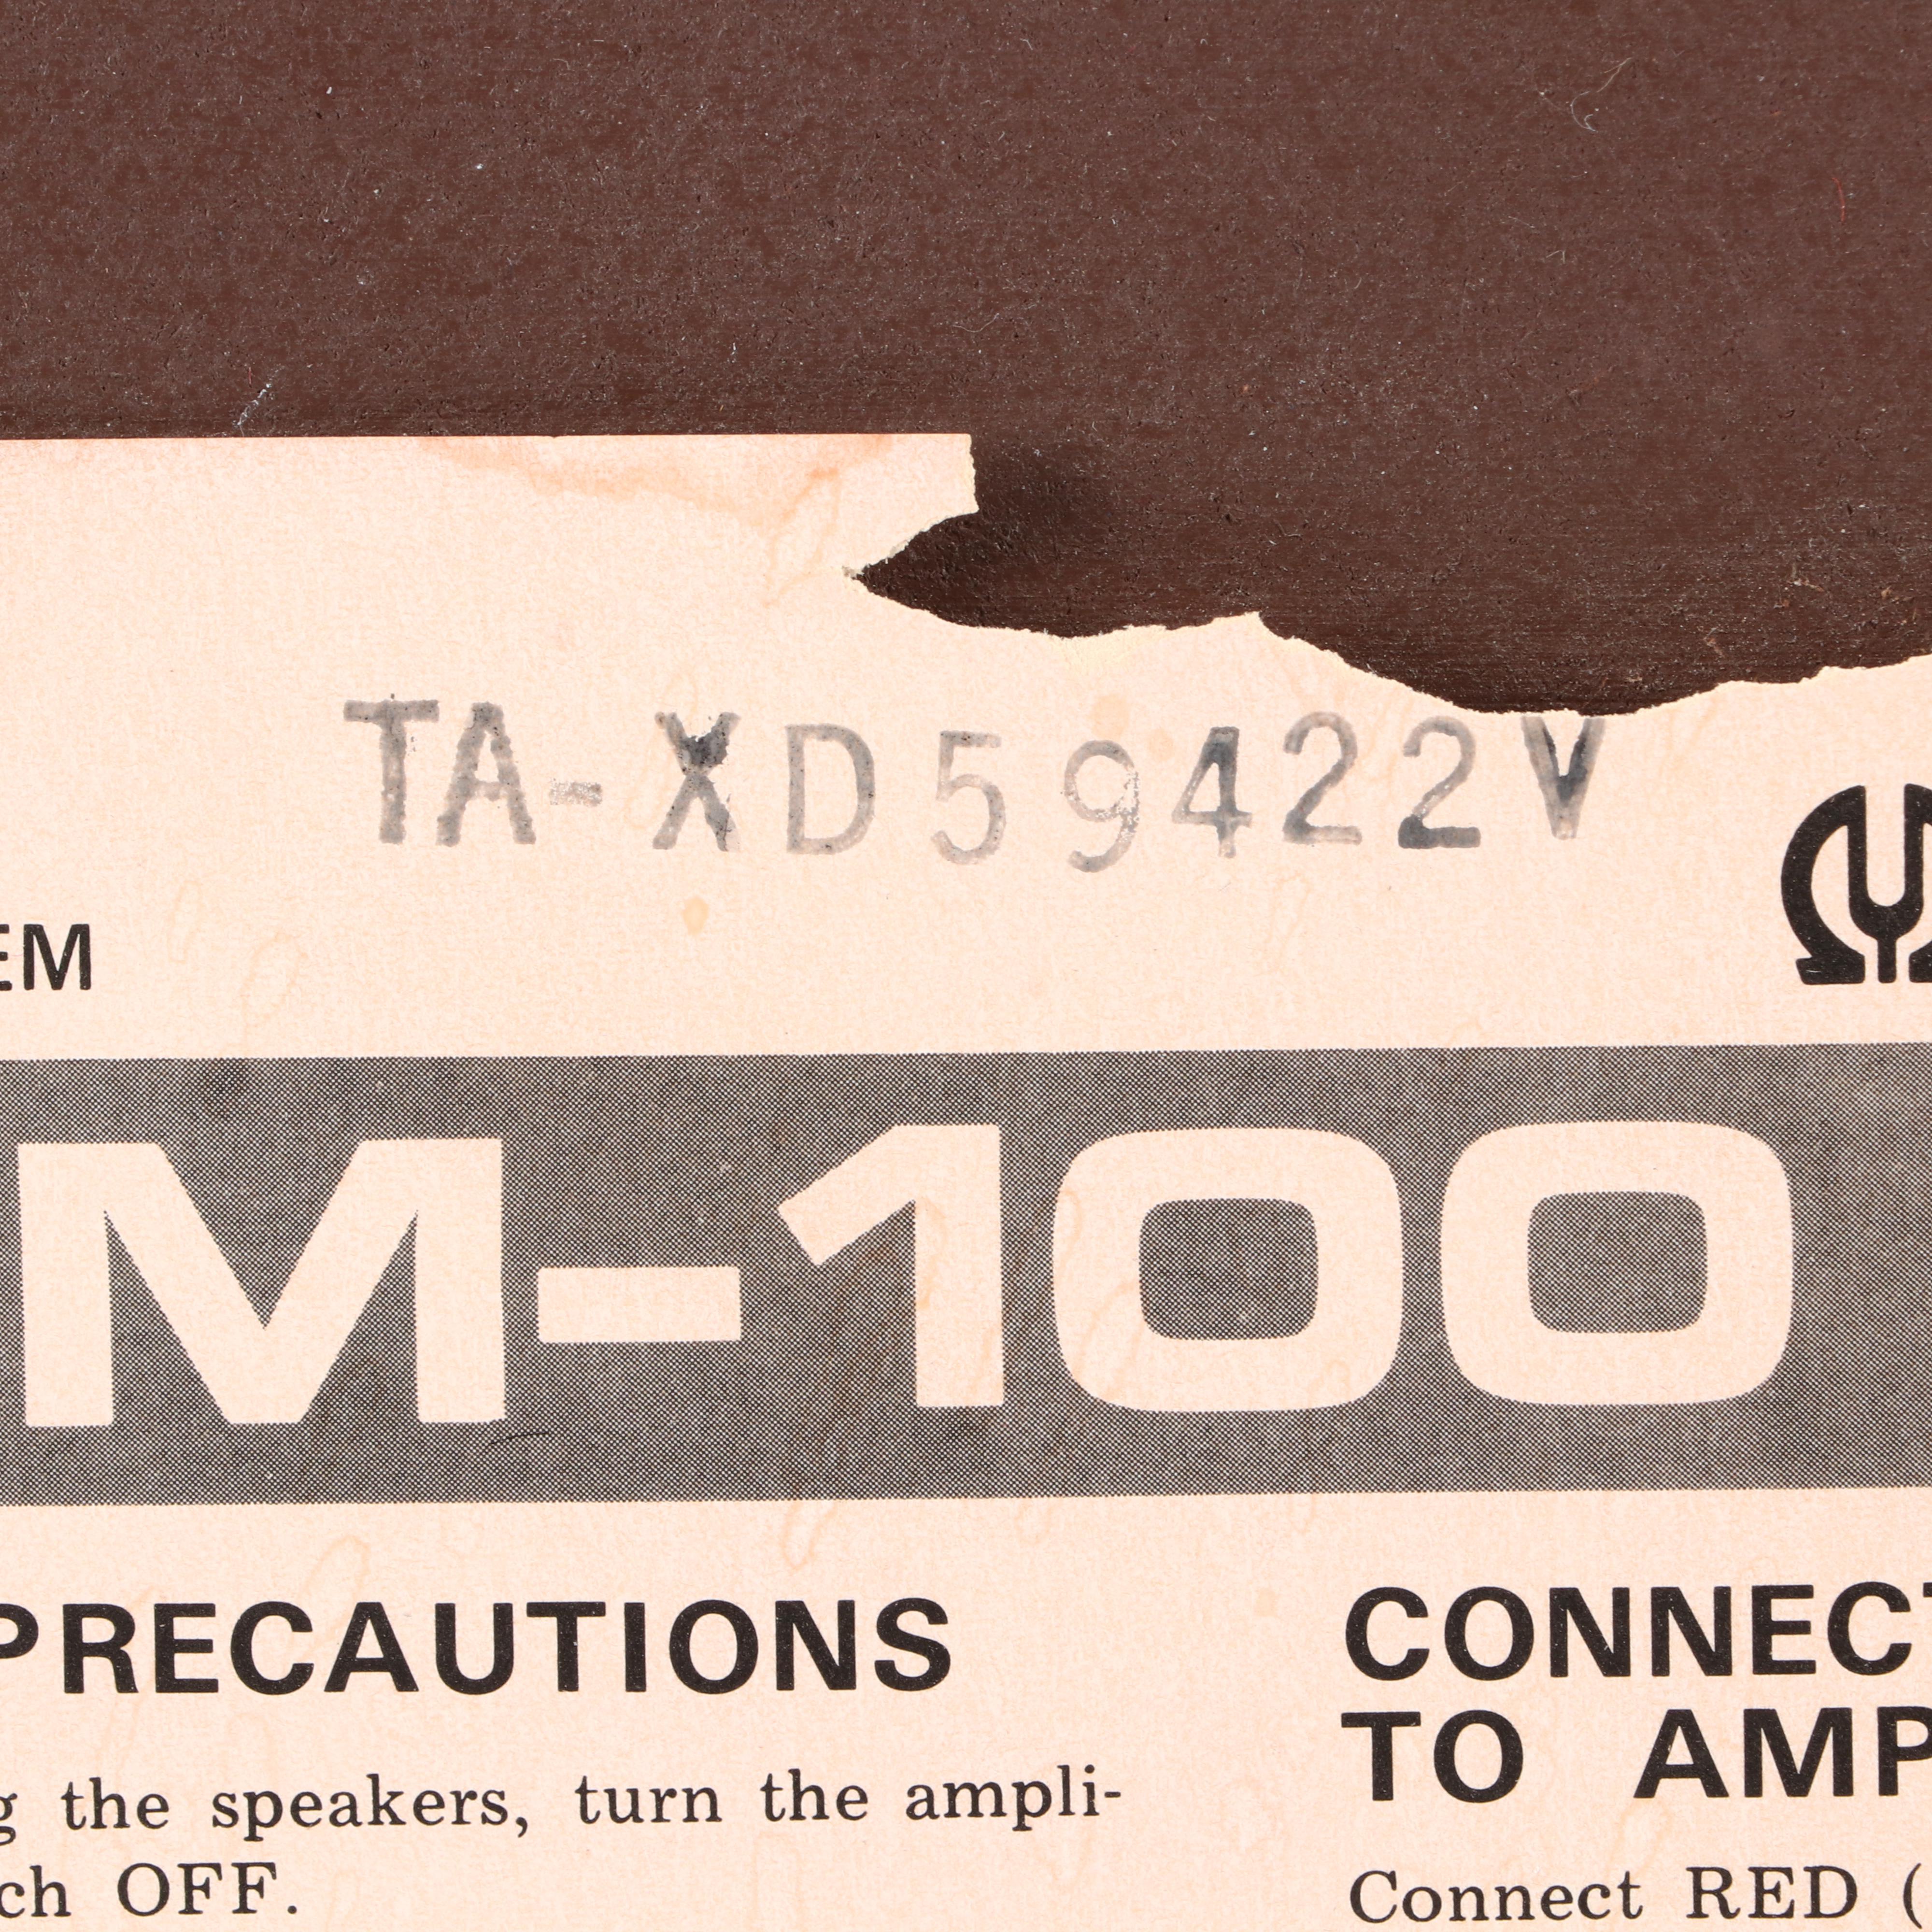 TA-XD59422V
EM
M-100
PRECAUTIONS
g the speakers, turn the ampli-
ch OFF.
CONNECT
TO AMP
Connect RED (